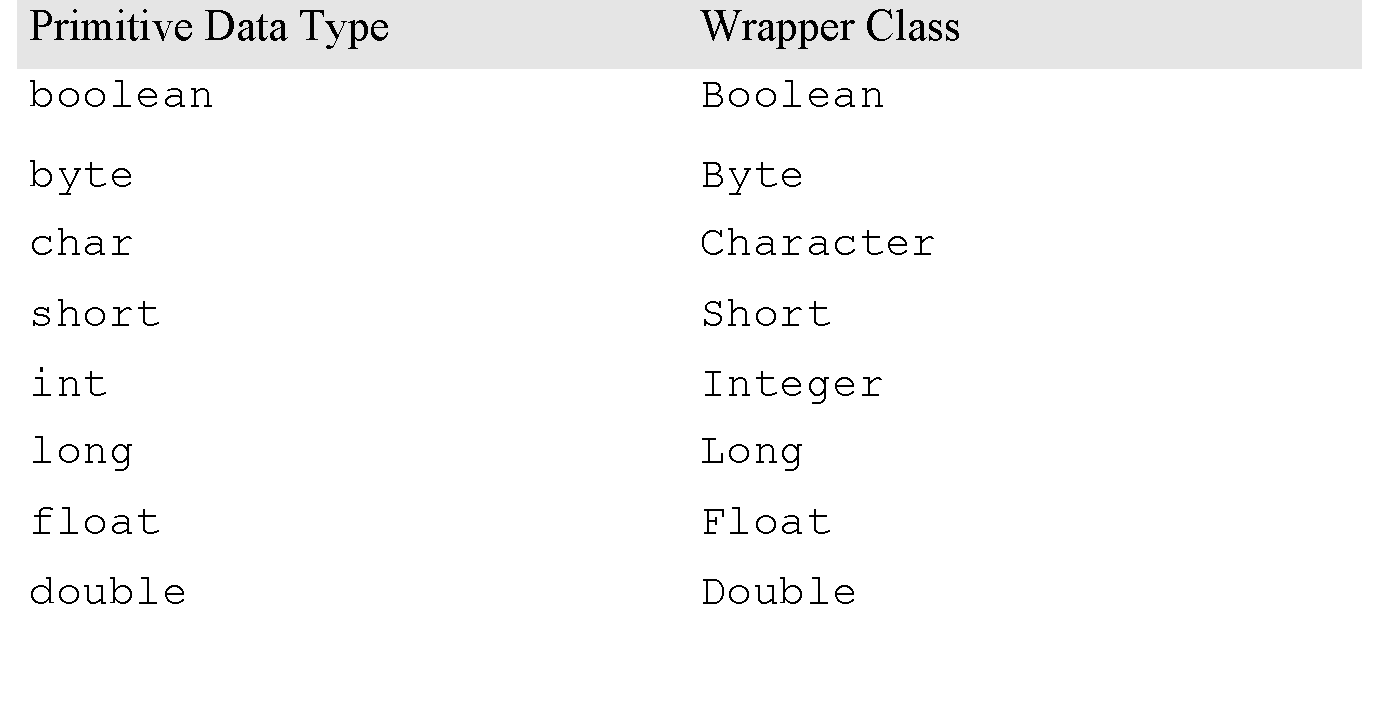 Primitive Data Type Wrapper Class
boolean Boolean
byte Byte
char Character
short Short
int Integer
long Long
float Float
double Double